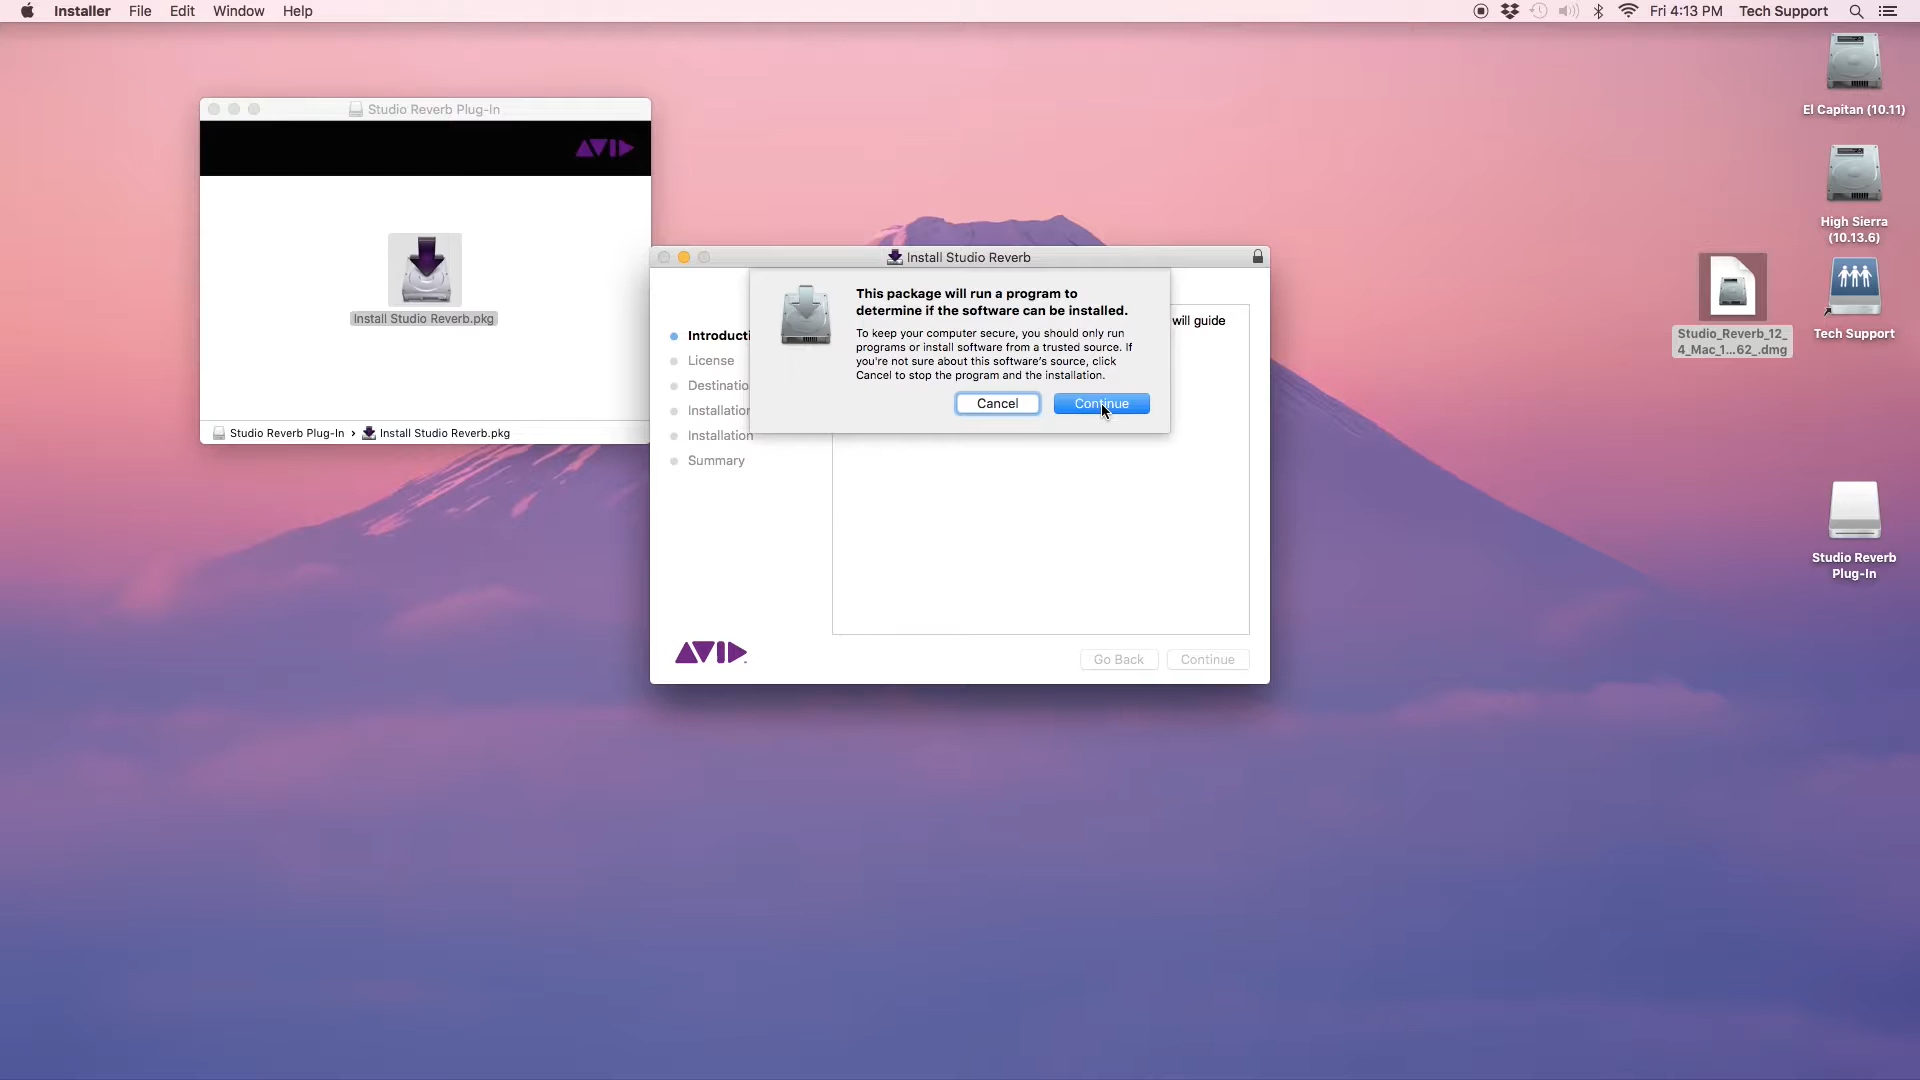 Installer File Edit Window Help Fri 4:13 PM Tech Support
Studio Reverb Plug-In
AVID
Install Studio Reverb.pkg
Studio Reverb Plug-In › Install Studio Reverb.pkg
Install Studio Reverb
This package will run a program to
determine if the software can be installed.
To keep your computer secure, you should only run
programs or install software from a trusted source. If
you're not sure about this software's source, click
Cancel to stop the program and the installation.
Cancel Continue
will guide
Introducti
License
Destinatio
Installation
Installation
Summary
AVID
Go Back Continue
El Capitan (10.11)
High Sierra
(10.13.6)
Studio_Reverb_12_
4_Mac_1...62_.dmg
Tech Support
Studio Reverb
Plug-In